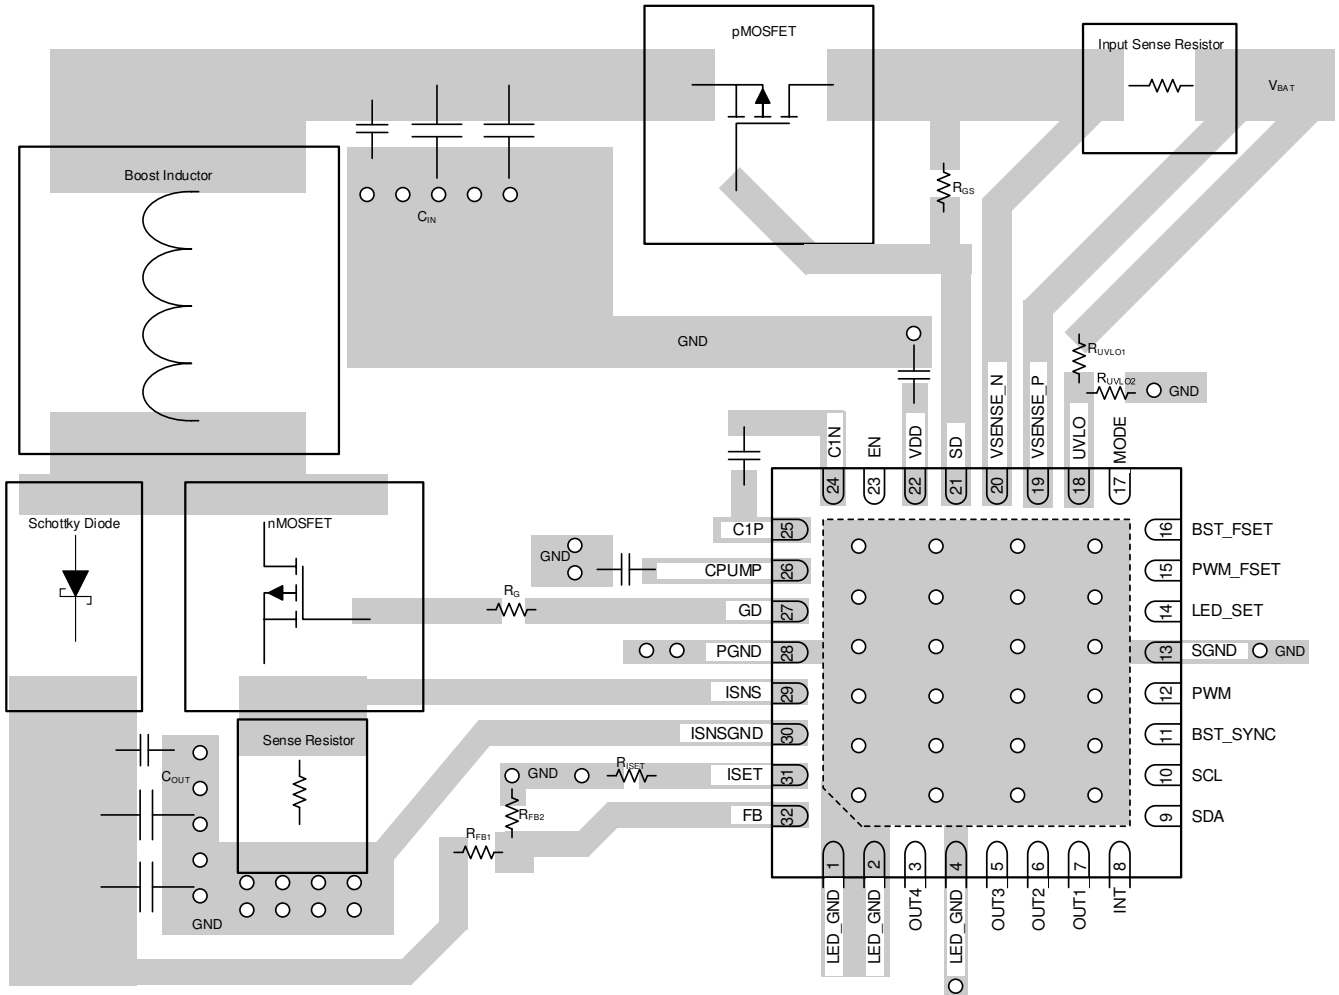 pMOSFET
Input Sense Resistor
VBAT
Boost Inductor
RGS
CIN
GND
RUVLO1
RUVLO2
GND
C1N
EN
VDD
SD
VSENSE_N
VSENSE_P
UVLO
MODE
24
23
22
21
20
19
18
17
Schottky Diode
nMOSFET
C1P
25
16
BST_FSET
GND
CPUMP
26
15
PWM_FSET
RG
GD
27
14
LED_SET
PGND
28
13
SGND
GND
ISNS
29
12
PWM
Sense Resistor
ISNSGND
30
11
BST_SYNC
COUT
GND
RISET
ISET
31
10
SCL
RFB2
FB
32
9
SDA
RFB1
1
2
3
4
5
6
7
8
LED_GND
LED_GND
OUT4
LED_GND
OUT3
OUT2
OUT1
INT
GND